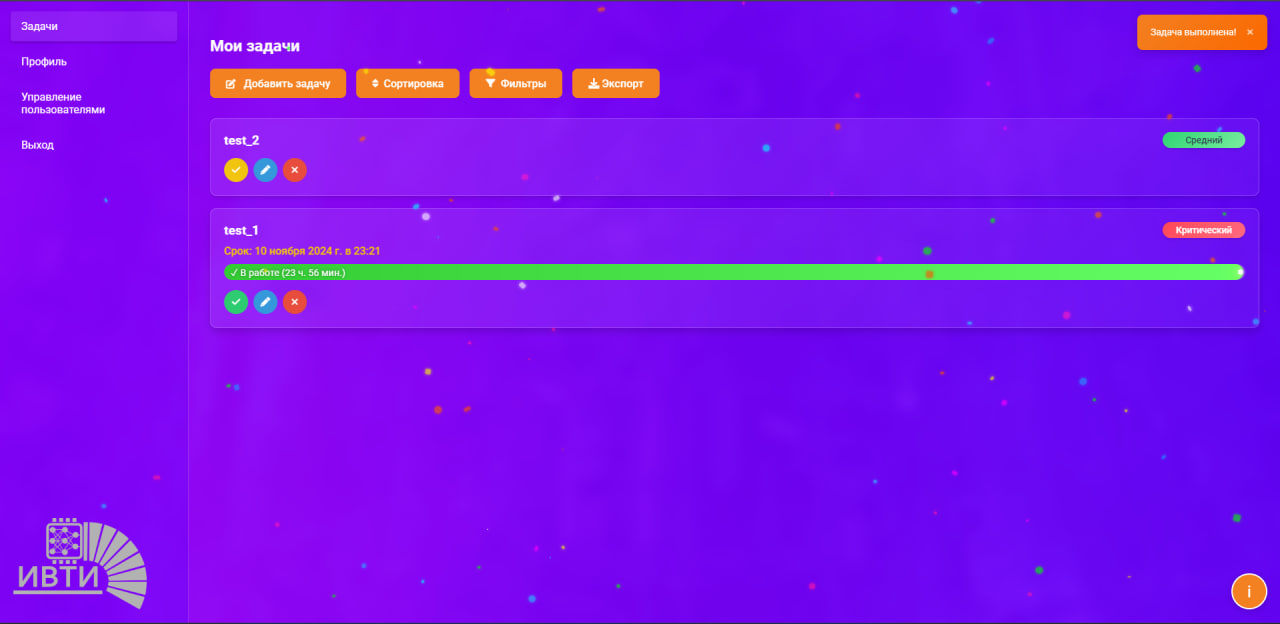 Задачи
Профиль
Управление
пользователями
Выход
ИВТИ
Мои задачи
Добавить задачу
Сортировка
Фильтры
Экспорт
Задача выполнена! ×
test_2
Средний
test_1
Критический
Срок: 10 ноября 2024 г. в 23:21
✓ В работе (23 ч. 56 мин.)
i